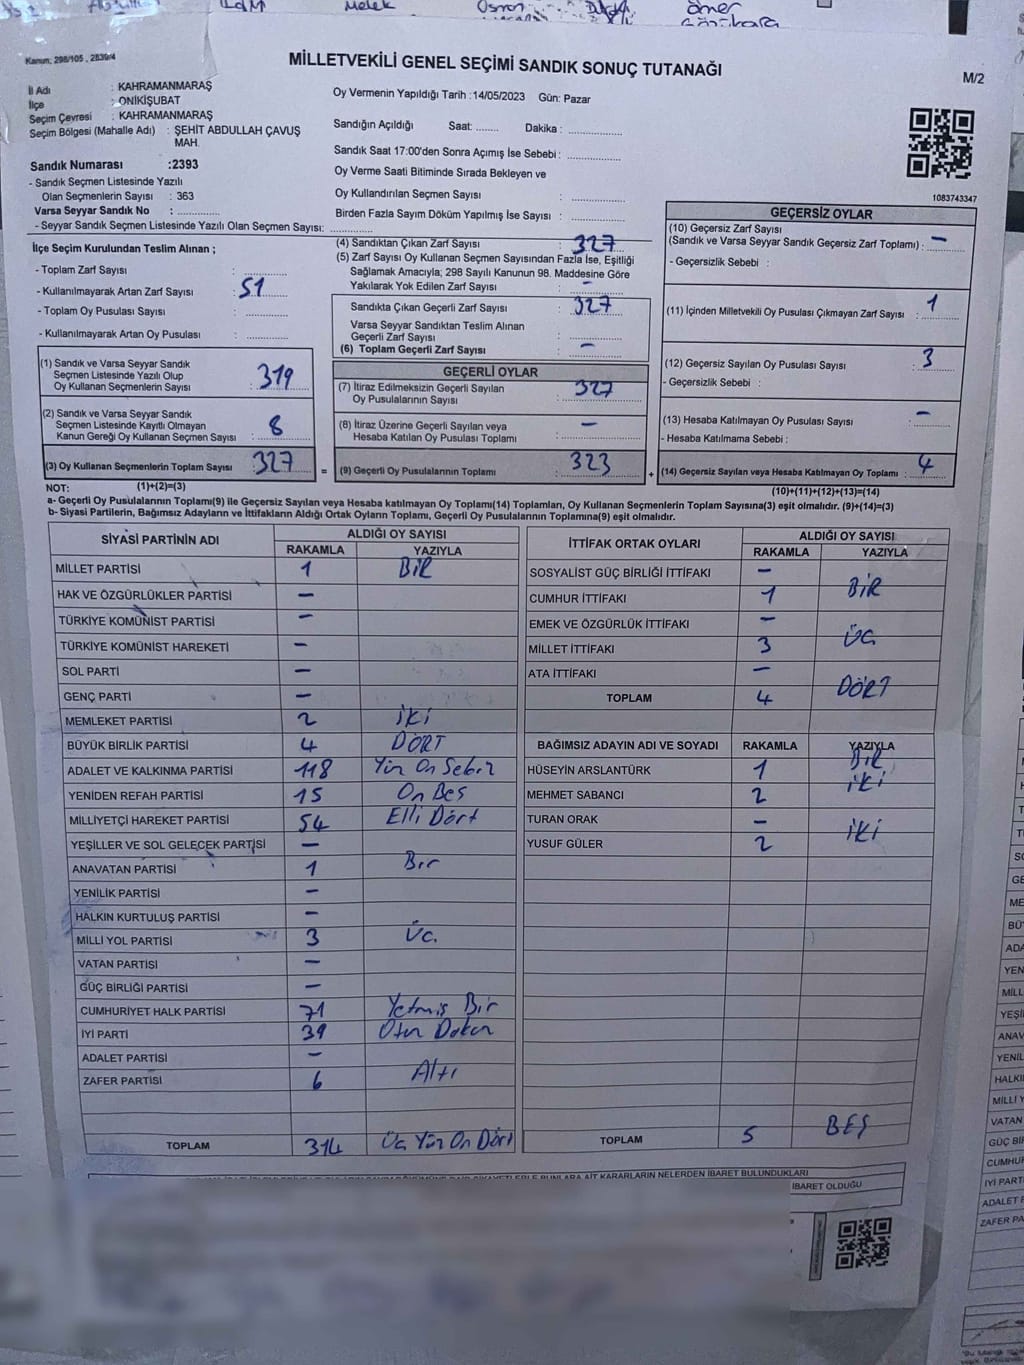 Melek
Osman
ömer
Kanun; 298/105 , 2839/4
MİLLETVEKİLİ GENEL SEÇİMİ SANDIK SONUÇ TUTANAĞI
M/2
İl Adı : KAHRAMANMARAŞ
İlçe : ONİKİŞUBAT
Seçim Çevresi : KAHRAMANMARAŞ
Seçim Bölgesi (Mahalle Adı) : ŞEHİT ABDULLAH ÇAVUŞ
MAH.
Sandık Numarası :2393
- Sandık Seçmen Listesinde Yazılı
Olan Seçmenlerin Sayısı : 363
Varsa Seyyar Sandık No : ............
- Seyyar Sandık Seçmen Listesinde Yazılı Olan Seçmen Sayısı: ............
Oy Vermenin Yapıldığı Tarih :14/05/2023 Gün: Pazar
Sandığın Açıldığı Saat: ........ Dakika : ...............
Sandık Saat 17:00'den Sonra Açımış İse Sebebi : ...............
Oy Verme Saati Bitiminde Sırada Bekleyen ve
Oy Kullandırılan Seçmen Sayısı : ...............
Birden Fazla Sayım Döküm Yapılmış İse Sayısı : ...............
1083743347
İlçe Seçim Kurulundan Teslim Alınan ;
- Toplam Zarf Sayısı : ............
- Kullanılmayarak Artan Zarf Sayısı : 51
- Toplam Oy Pusulası Sayısı : ............
- Kullanılmayarak Artan Oy Pusulası : ............
(1) Sandık ve Varsa Seyyar Sandık
Seçmen Listesinde Yazılı Olup
Oy Kullanan Seçmenlerin Sayısı : 319
(2) Sandık ve Varsa Seyyar Sandık
Seçmen Listesinde Kayıtlı Olmayan
Kanun Gereği Oy Kullanan Seçmen Sayısı : 8
(3) Oy Kullanan Seçmenlerin Toplam Sayısı : 327
(1)+(2)=(3)
(4) Sandıktan Çıkan Zarf Sayısı : 327
(5) Zarf Sayısı Oy Kullanan Seçmen Sayısından Fazla İse, Eşitliği
Sağlamak Amacıyla; 298 Sayılı Kanunun 98. Maddesine Göre
Yakılarak Yok Edilen Zarf Sayısı : -
Sandıkta Çıkan Geçerli Zarf Sayısı : 327
Varsa Seyyar Sandıktan Teslim Alınan
Geçerli Zarf Sayısı :
(6) Toplam Geçerli Zarf Sayısı : -
GEÇERLİ OYLAR
(7) İtiraz Edilmeksizin Geçerli Sayılan
Oy Pusulalarının Sayısı : 327
(8) İtiraz Üzerine Geçerli Sayılan veya
Hesaba Katılan Oy Pusulası Toplamı : -
= (9) Geçerli Oy Pusulalarının Toplamı : 323
GEÇERSİZ OYLAR
(10) Geçersiz Zarf Sayısı
(Sandık ve Varsa Seyyar Sandık Geçersiz Zarf Toplamı) : -
- Geçersizlik Sebebi :
(11) İçinden Milletvekili Oy Pusulası Çıkmayan Zarf Sayısı : 1
(12) Geçersiz Sayılan Oy Pusulası Sayısı : 3
- Geçersizlik Sebebi :
(13) Hesaba Katılmayan Oy Pusulası Sayısı : -
- Hesaba Katılmama Sebebi :
+ (14) Geçersiz Sayılan veya Hesaba Katılmayan Oy Toplamı : 4
(10)+(11)+(12)+(13)=(14)
NOT:
a- Geçerli Oy Pusulalarının Toplamı(9) ile Geçersiz Sayılan veya Hesaba katılmayan Oy Toplamı(14) Toplamları, Oy Kullanan Seçmenlerin Toplam Sayısına(3) eşit olmalıdır. (9)+(14)=(3)
b- Siyasi Partilerin, Bağımsız Adayların ve İttifakların Aldığı Ortak Oyların Toplamı, Geçerli Oy Pusulalarının Toplamına(9) eşit olmalıdır.
SİYASİ PARTİNİN ADI ALDIĞI OY SAYISI
RAKAMLA YAZIYLA
MİLLET PARTİSİ 1 BİR
HAK VE ÖZGÜRLÜKLER PARTİSİ -
TÜRKİYE KOMÜNİST PARTİSİ -
TÜRKİYE KOMÜNİST HAREKETİ -
SOL PARTİ -
GENÇ PARTİ -
MEMLEKET PARTİSİ 2 İKİ
BÜYÜK BİRLİK PARTİSİ 4 DÖRT
ADALET VE KALKINMA PARTİSİ 118 Yüz On Sekiz
YENİDEN REFAH PARTİSİ 15 On Beş
MİLLİYETÇİ HAREKET PARTİSİ 54 Elli Dört
YEŞİLLER VE SOL GELECEK PARTİSİ -
ANAVATAN PARTİSİ 1 Bir
YENİLİK PARTİSİ -
HALKIN KURTULUŞ PARTİSİ -
MİLLİ YOL PARTİSİ 3 Üç.
VATAN PARTİSİ -
GÜÇ BİRLİĞİ PARTİSİ -
CUMHURİYET HALK PARTİSİ 71 Yetmiş Bir
İYİ PARTİ 39 Otuz Dokuz
ADALET PARTİSİ -
ZAFER PARTİSİ 6 Altı
TOPLAM 314 Üç Yüz On Dört
İTTİFAK ORTAK OYLARI ALDIĞI OY SAYISI
RAKAMLA YAZIYLA
SOSYALİST GÜÇ BİRLİĞİ İTTİFAKI -
CUMHUR İTTİFAKI 1 BİR
EMEK VE ÖZGÜRLÜK İTTİFAKI -
MİLLET İTTİFAKI 3 ÜÇ
ATA İTTİFAKI -
TOPLAM 4 DÖRT
BAĞIMSIZ ADAYIN ADI VE SOYADI RAKAMLA YAZIYLA
HÜSEYİN ARSLANTÜRK 1 BİR
MEHMET SABANCI 2 İKİ
TURAN ORAK -
YUSUF GÜLER 2 İKİ
TOPLAM 5 BEŞ
AİT KARARLARIN NELERDEN İBARET BULUNDUKLARI
İBARET OLDUĞU